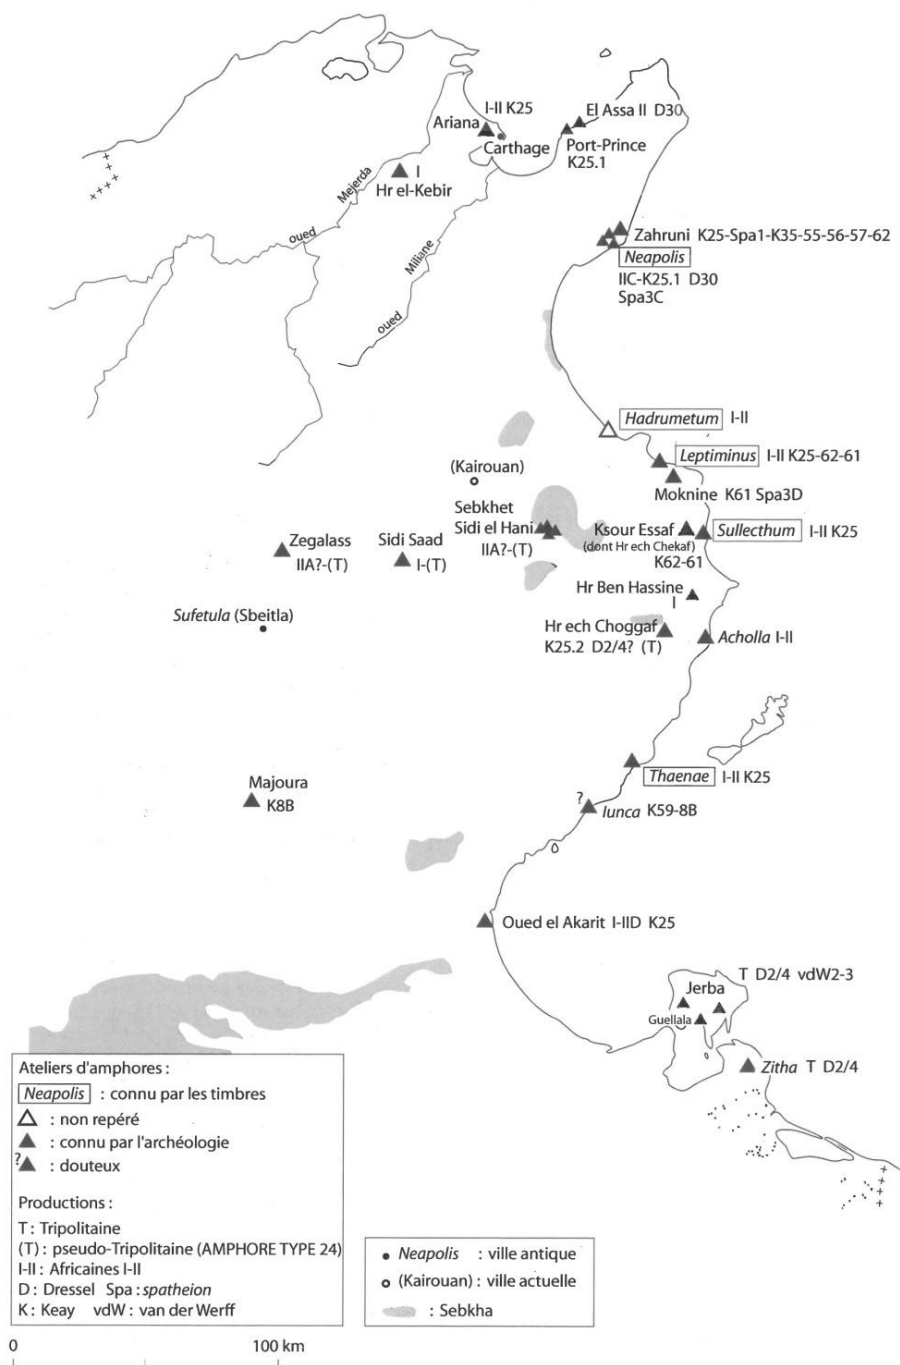 I-II K25
El Assa II D30
Ariana
Carthage
Port-Prince
K25.1
I
Hr el-Kebir
Mejerda
oued
Miliane
oued
Zahruni K25-Spa1-K35-55-56-57-62
Neapolis
IIC-K25.1 D30
Spa3C
Hadrumetum I-II
Leptiminus I-II K25-62-61
(Kairouan)
Moknine K61 Spa3D
Sebkhet
Sidi el Hani
IIA?-(T)
Ksour Essaf
(dont Hr ech Chekaf)
K62-61
Sullecthum I-II K25
Zegalass
IIA?-(T)
Sidi Saad
I-(T)
Hr Ben Hassine
I
Sufetula (Sbeitla)
Hr ech Choggaf
K25.2 D2/4? (T)
Acholla I-II
Thaenae I-II K25
Majoura
K8B
? Iunca K59-8B
Oued el Akarit I-IID K25
T D2/4 vdW2-3
Jerba
Guellala
Zitha T D2/4
Ateliers d'amphores :
Neapolis : connu par les timbres
: non repéré
: connu par l'archéologie
? : douteux
Productions :
T : Tripolitaine
(T) : pseudo-Tripolitaine (AMPHORE TYPE 24)
I-II : Africaines I-II
D : Dressel Spa : spatheion
K : Keay vdW : van der Werff
Neapolis : ville antique
(Kairouan) : ville actuelle
: Sebkha
0 100 km